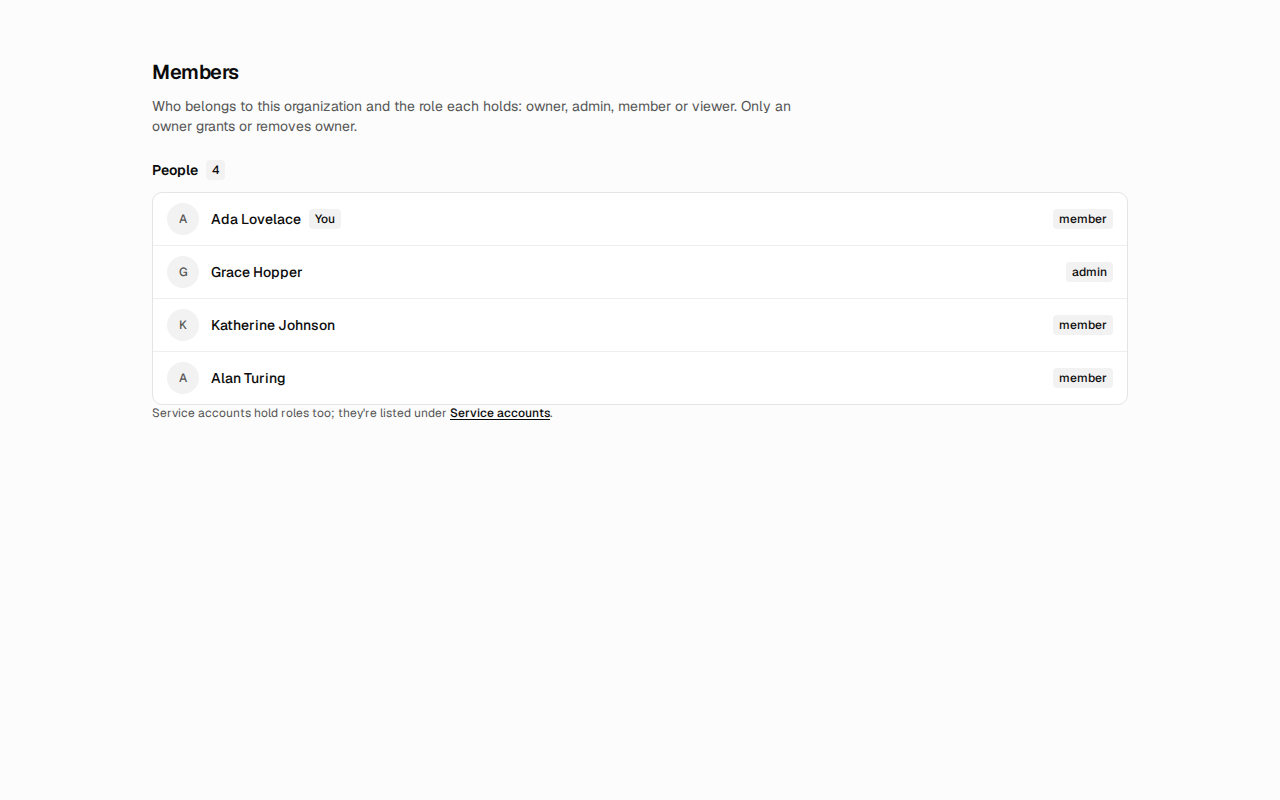 Members
Who belongs to this organization and the role each holds: owner, admin, member or viewer. Only an
owner grants or removes owner.
People 4
A Ada Lovelace You member
G Grace Hopper admin
K Katherine Johnson member
A Alan Turing member
Service accounts hold roles too; they're listed under Service accounts.